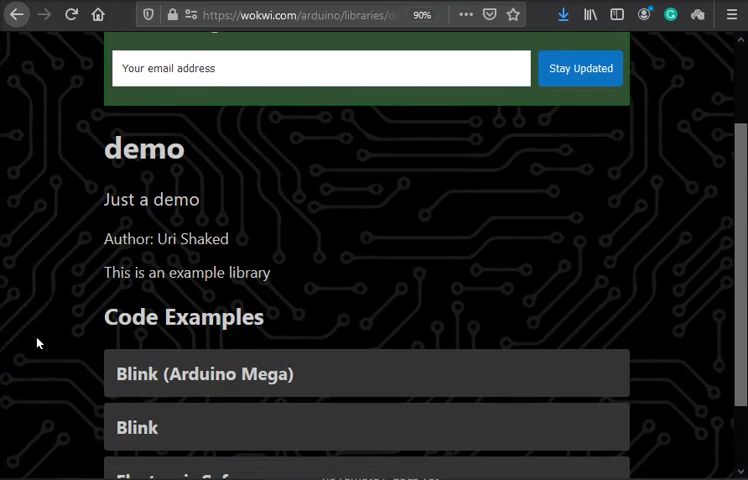 https://wokwi.com/arduino/libraries/de
90%
Your email address
Stay Updated
demo
Just a demo
Author: Uri Shaked
This is an example library
Code Examples
Blink (Arduino Mega)
Blink